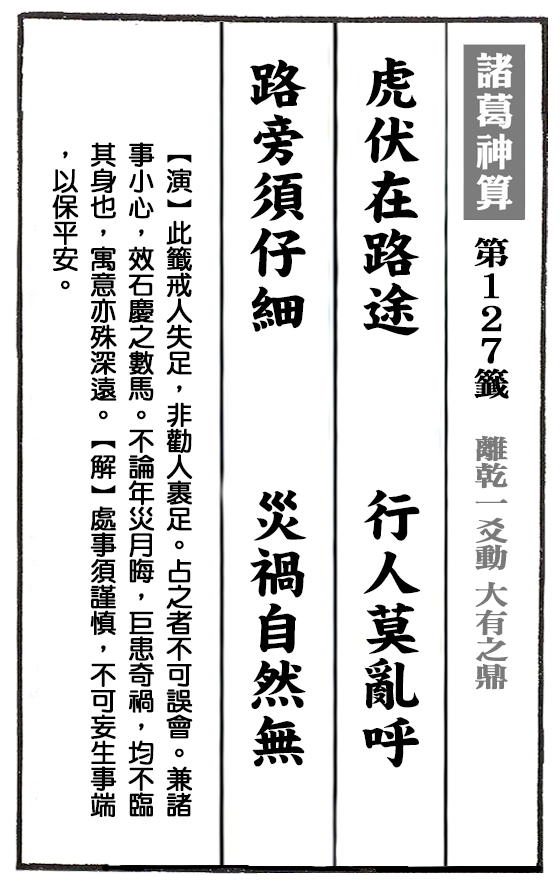 諸葛神算 第127籤 離乾一爻動 大有之鼎
虎伏在路途 行人莫亂呼
路旁須仔細 災禍自然無
【演】此籤戒人失足，非勸人裹足。占之者不可誤會。兼諸
事小心，效石慶之數馬。不論年災月晦，巨患奇禍，均不臨
其身也，寓意亦殊深遠。【解】處事須謹慎，不可妄生事端
，以保平安。